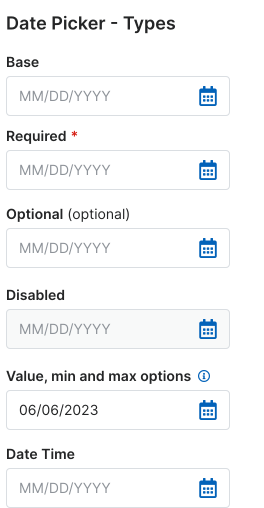 Date Picker - Types
Base
MM/DD/YYYY
Required *
MM/DD/YYYY
Optional (optional)
MM/DD/YYYY
Disabled
MM/DD/YYYY
Value, min and max options
06/06/2023
Date Time
MM/DD/YYYY